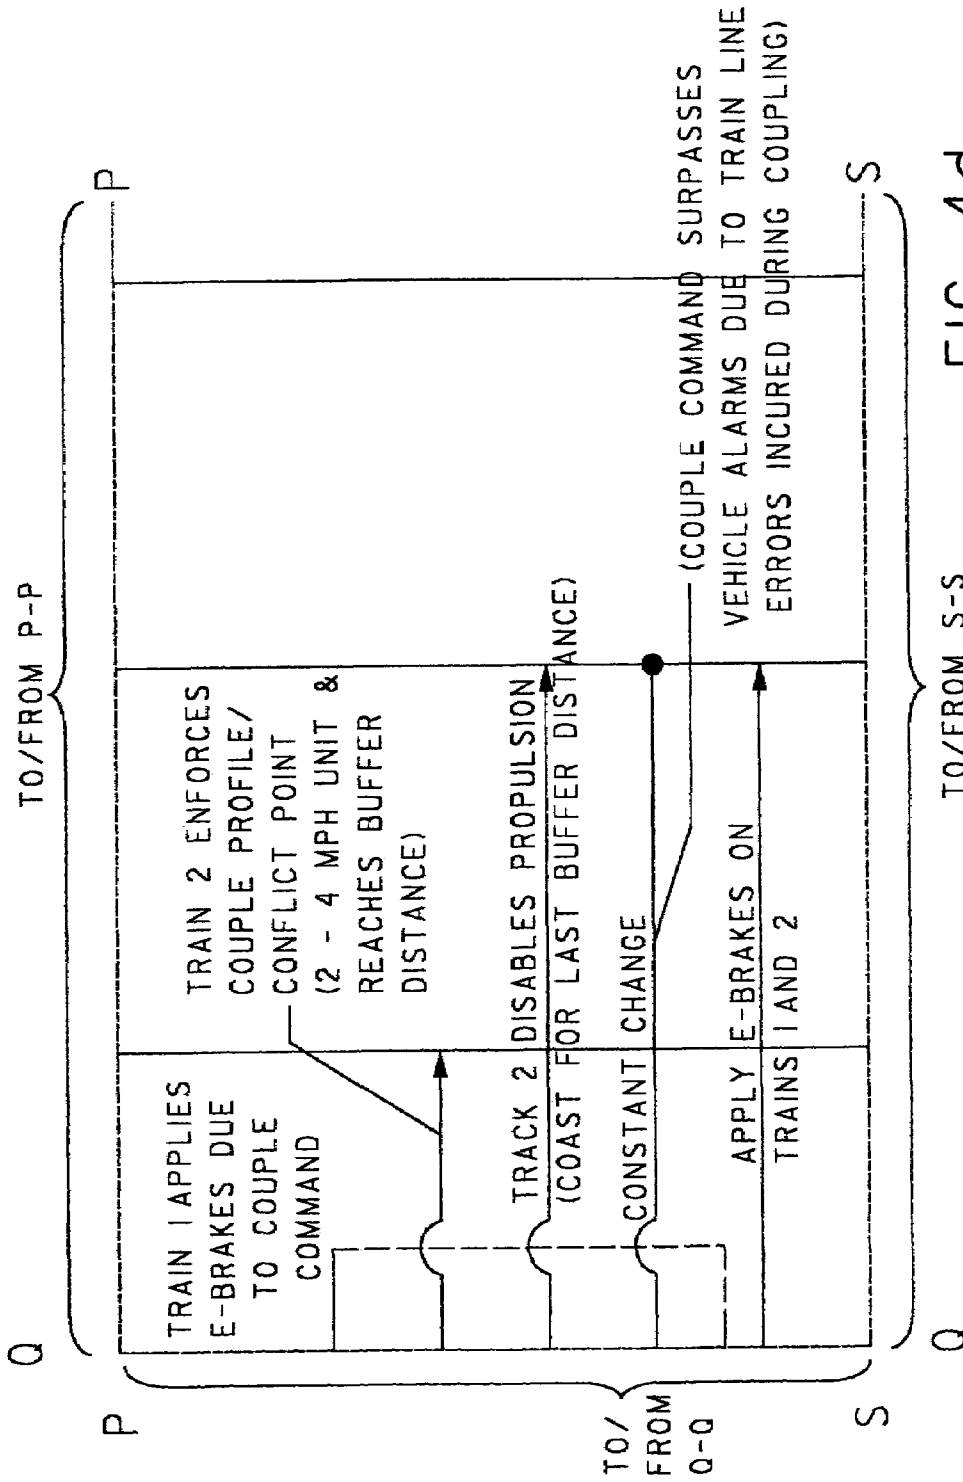 TO/FROM P-P
Q
P
P
TRAIN 1 APPLIES
E-BRAKES DUE
TO COUPLE
COMMAND
TRAIN 2 ENFORCES
COUPLE PROFILE/
CONFLICT POINT
(2 - 4 MPH UNIT &
REACHES BUFFER
DISTANCE)
TRACK 2 DISABLES PROPULSION
(COAST FOR LAST BUFFER DISTANCE)
CONSTANT CHANGE
(COUPLE COMMAND SURPASSES
VEHICLE ALARMS DUE TO TRAIN LINE
ERRORS INCURED DURING COUPLING)
APPLY E-BRAKES ON
TRAINS 1 AND 2
TO/
FROM
Q-Q
S
S
Q
TO/FROM S-S